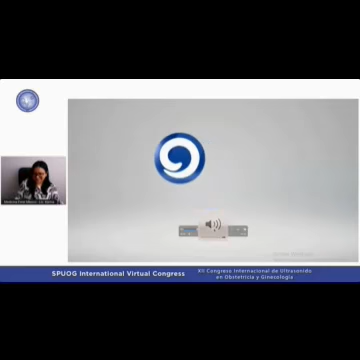 SPUOG International Virtual Congress
XII Congreso Internacional de Ultrasonido
en Obstetricia y Ginecología